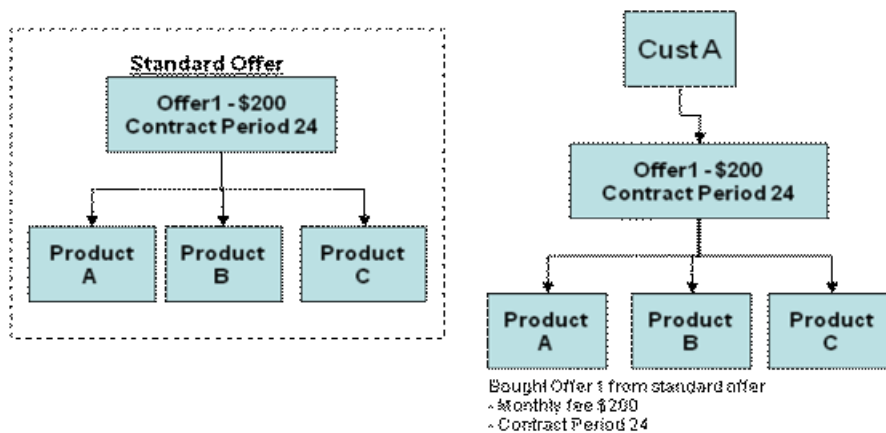 Standard Offer
Offer1 - $200
Contract Period 24
Product
A
Product
B
Product
C
Cust A
Offer1 - $200
Contract Period 24
Product
A
Product
B
Product
C
Bought Offer 1 from standard offer
- Monthly fee $200
- Contract Period 24